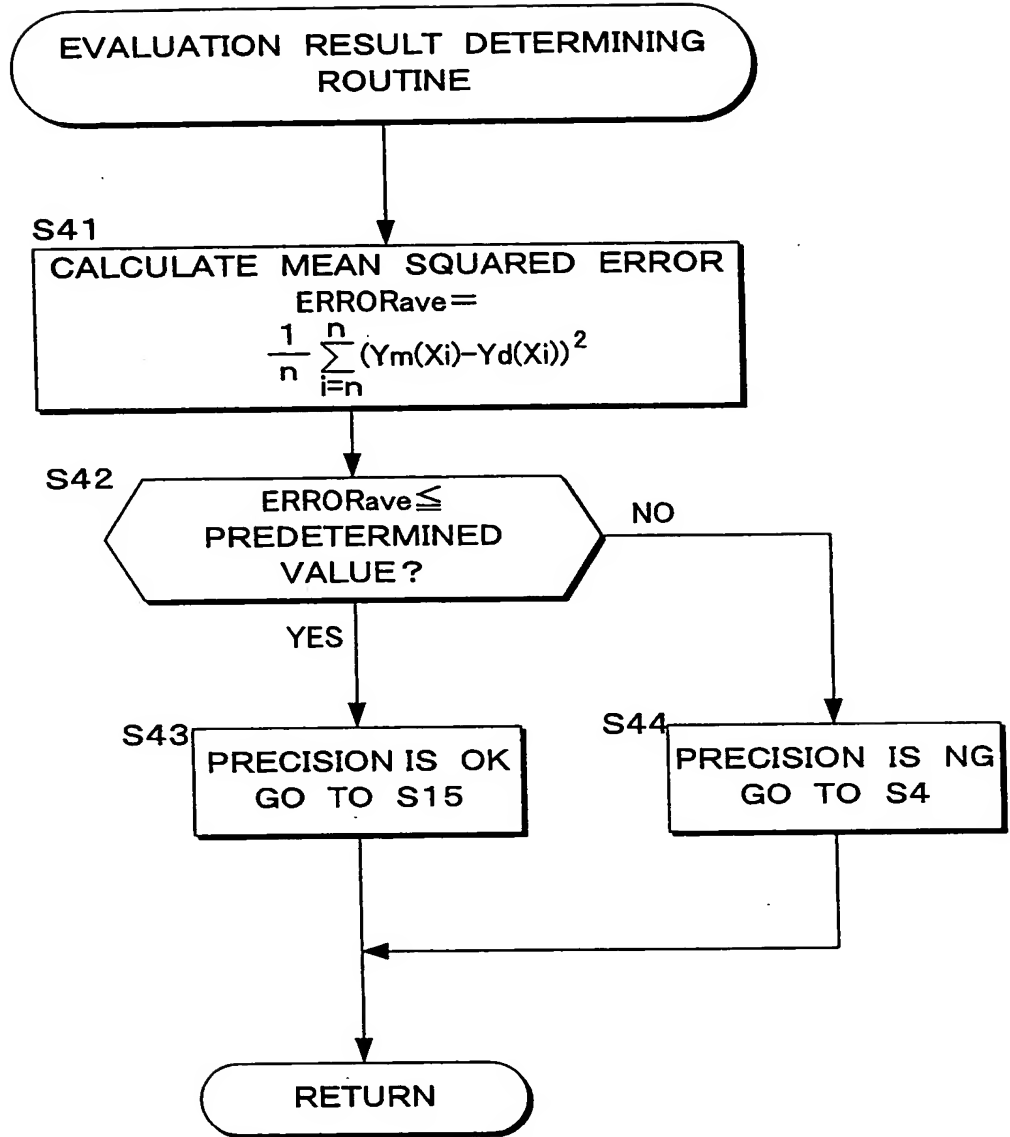 EVALUATION RESULT DETERMINING
ROUTINE
S41
CALCULATE MEAN SQUARED ERROR
ERRORave=
1/n n∑i=n (Ym(Xi)-Yd(Xi))²
S42
ERRORave≦
PREDETERMINED
VALUE?
NO
YES
S43
PRECISION IS OK
GO TO S15
S44
PRECISION IS NG
GO TO S4
RETURN